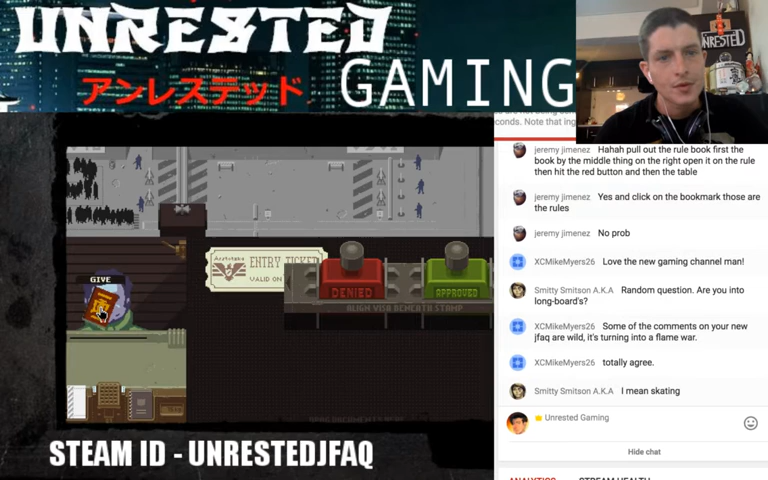 UNRESTED
アンレステッド
GAMING
UNRESTED
conds. Note that ing
jeremy jimenez Hahah pull out the rule book first the
book by the middle thing on the right open it on the rule
then hit the red button and then the table
jeremy jimenez Yes and click on the bookmark those are
the rules
jeremy jimenez No prob
XCMikeMyers26 Love the new gaming channel man!
Smitty Smitson A.K.A Random question. Are you into
long-board's?
XCMikeMyers26 Some of the comments on your new
jfaq are wild, it's turning into a flame war.
XCMikeMyers26 totally agree.
Smitty Smitson A.K.A I mean skating
Unrested Gaming
Hide chat
ANALYTICS STREAM HEALTH
GIVE
Arstotzka
ENTRY TICKET
VALID ON
DENIED
APPROVED
ALIGN VISA BENEATH STAMP
STEAM ID - UNRESTEDJFAQ